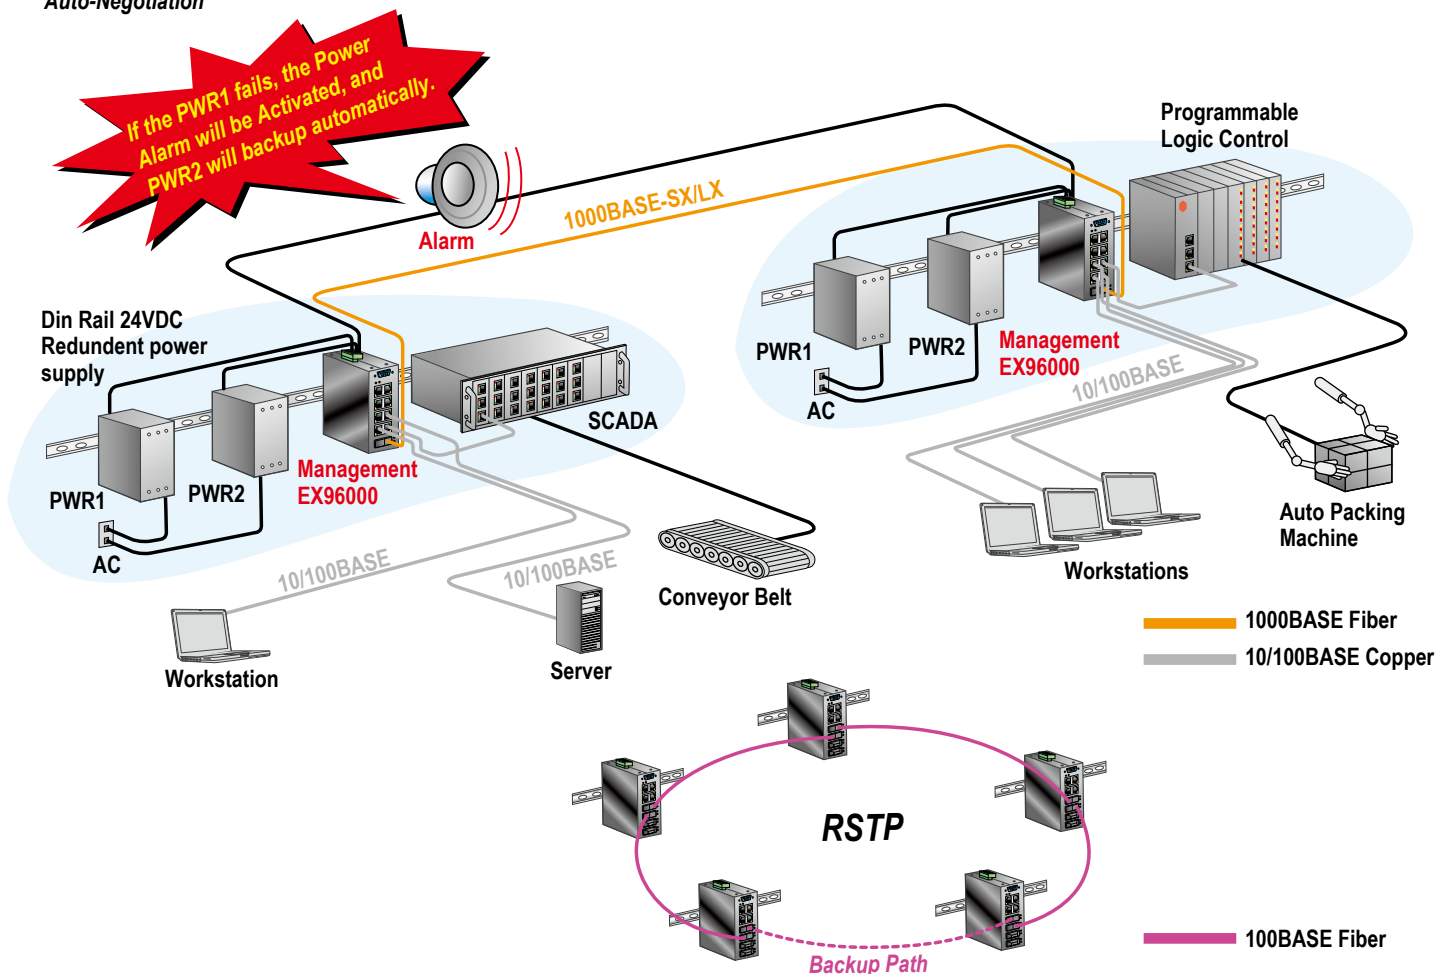 Auto-Negotiation
If the PWR1 fails, the Power
Alarm will be Activated, and
PWR2 will backup automatically.
Alarm
1000BASE-SX/LX
Programmable
Logic Control
Din Rail 24VDC
Redundent power
supply
PWR1
PWR2
Management
EX96000
AC
SCADA
PWR1
PWR2
Management
EX96000
AC
10/100BASE
10/100BASE
10/100BASE
Workstation
Server
Conveyor Belt
Workstations
Auto Packing
Machine
1000BASE Fiber
10/100BASE Copper
RSTP
Backup Path
100BASE Fiber